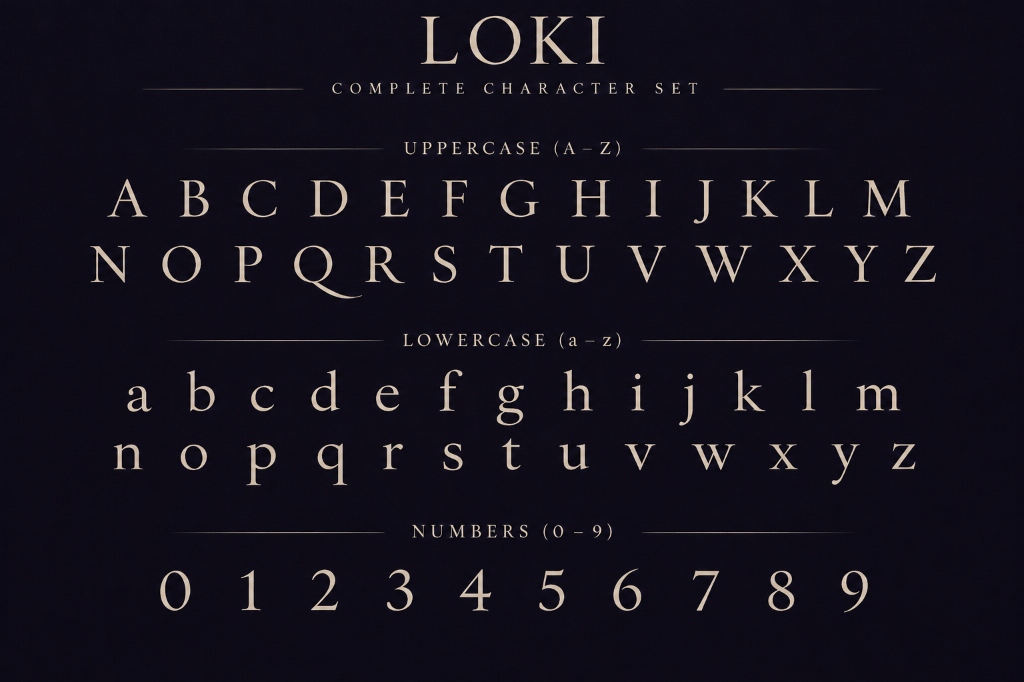 LOKI
COMPLETE CHARACTER SET
UPPERCASE (A – Z)
A B C D E F G H I J K L M
N O P Q R S T U V W X Y Z
LOWERCASE (a – z)
a b c d e f g h i j k l m
n o p q r s t u v w x y z
NUMBERS (0 – 9)
0 1 2 3 4 5 6 7 8 9